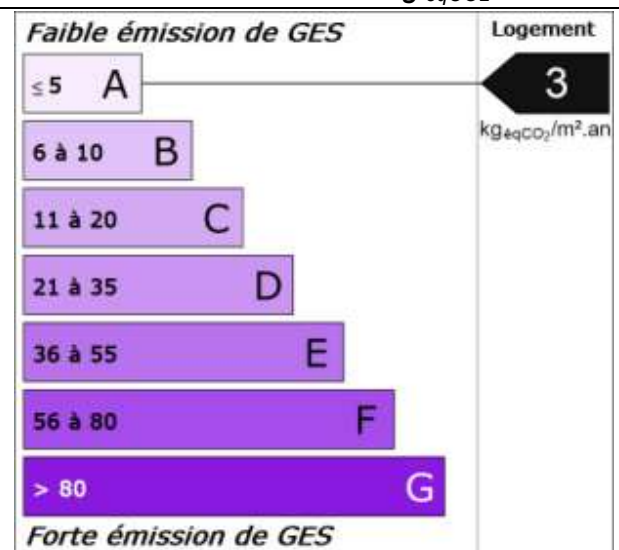 Faible émission de GES
Logement
≤ 5 A
3
kgéqCO₂/m².an
6 à 10 B
11 à 20 C
21 à 35 D
36 à 55 E
56 à 80 F
> 80 G
Forte émission de GES